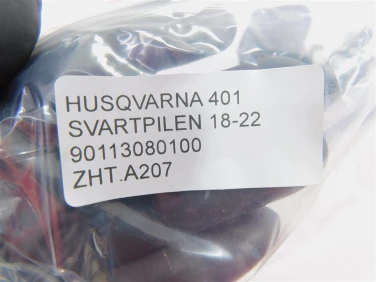 HUSQVARNA 401
SVARTPILEN 18-22
90113080100
ZHT.A207